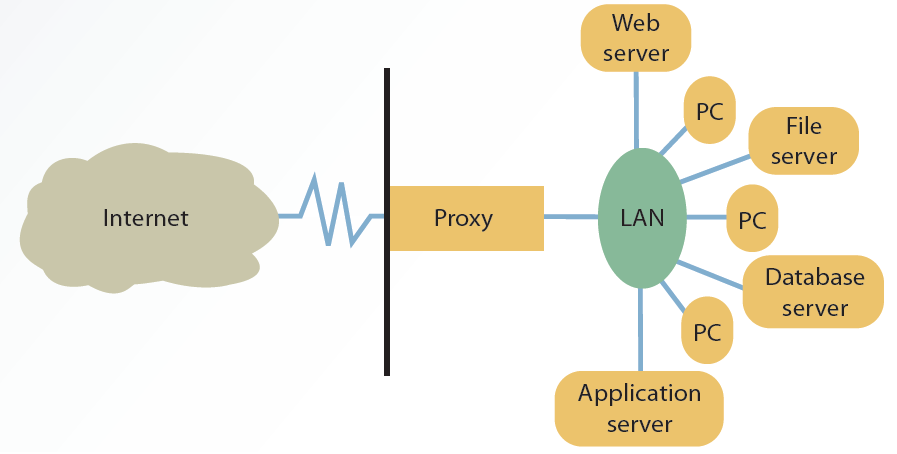 Web
server
PC
File
server
Internet
Proxy
LAN
PC
Database
server
PC
Application
server